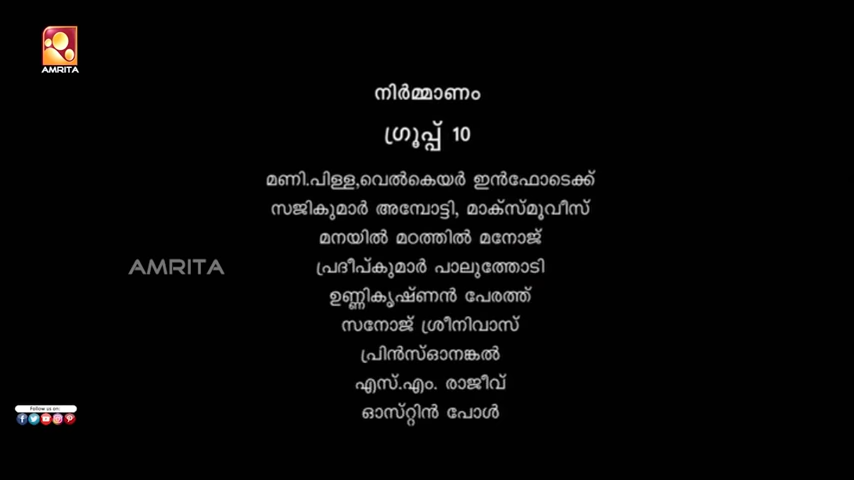 AMRITA
നിർമ്മാണം
ഗ്രൂപ്പ് 10
മണി.പിള്ള,വെൽകെയർ ഇൻഫോടെക്ക്
സജികുമാർ അമ്പോട്ടി, മാക്സ്മൂവീസ്
മനയിൽ മഠത്തിൽ മനോജ്
AMRITA
പ്രദീപ്കുമാർ പാലുത്തോടി
ഉണ്ണികൃഷ്ണൻ പേരത്ത്
സനോജ് ശ്രീനിവാസ്
പ്രിൻസ്ഓനങ്കൽ
എസ്.എം. രാജീവ്
Follow us on:
ഓസ്റ്റിൻ പോൾ